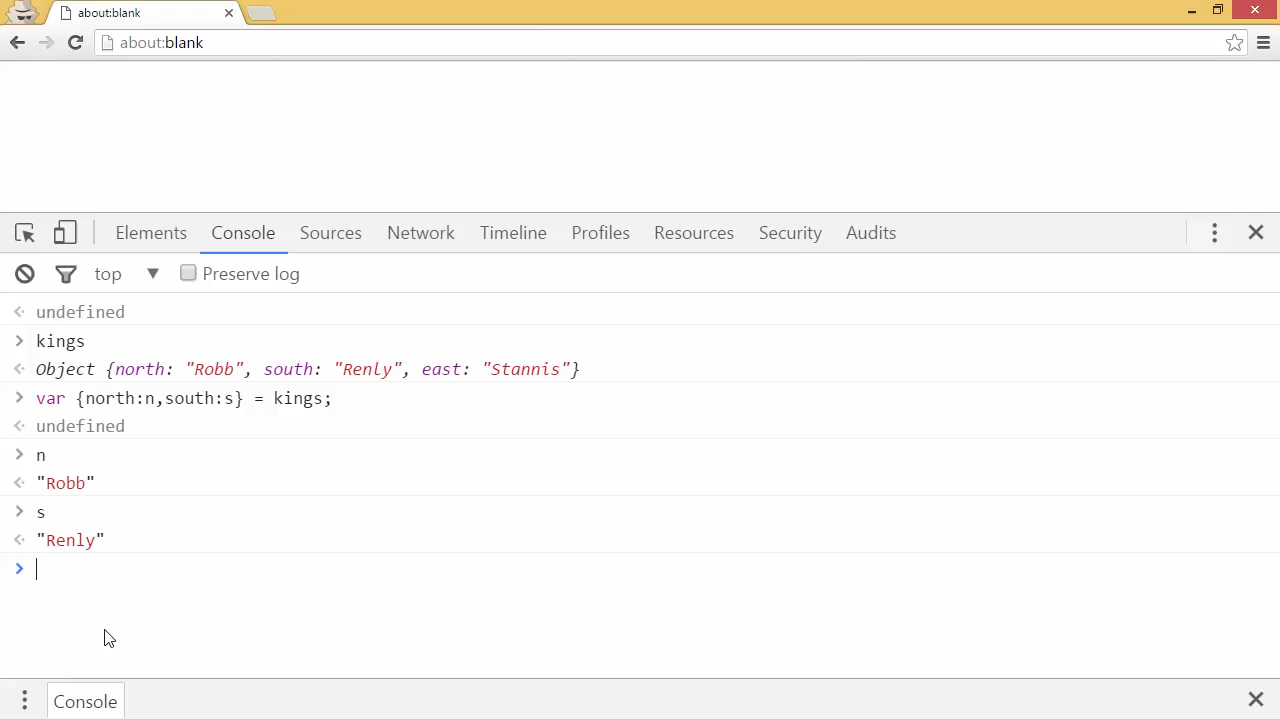 about:blank
about:blank
Elements Console Sources Network Timeline Profiles Resources Security Audits
top Preserve log
undefined
kings
Object {north: "Robb", south: "Renly", east: "Stannis"}
var {north:n,south:s} = kings;
undefined
n
"Robb"
s
"Renly"
Console